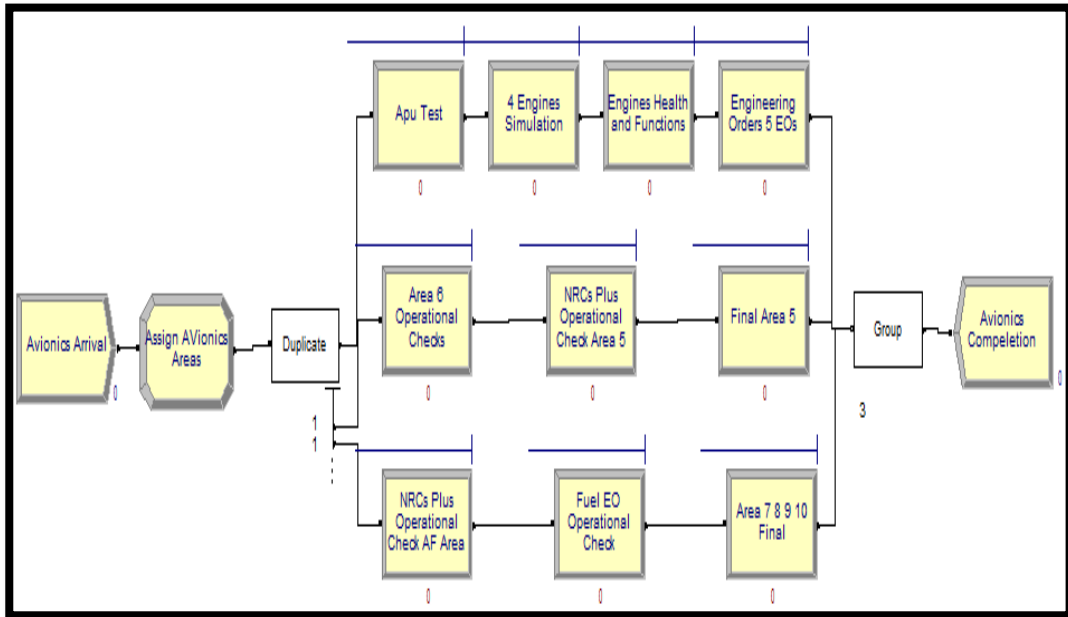 Apu Test
0
4 Engines
Simulation
0
Engines Health
and Functions
0
Engineering
Orders 5 EOs
0
Avionics Arrival
0
Assign AVionics
Areas
Duplicate
1
1
Area 6
Operational
Checks
0
NRCs Plus
Operational
Check Area 5
0
Final Area 5
0
Group
3
Avionics
Compeletion
0
NRCs Plus
Operational
Check AF Area
0
Fuel EO
Operational
Check
0
Area 7 8 9 10
Final
0